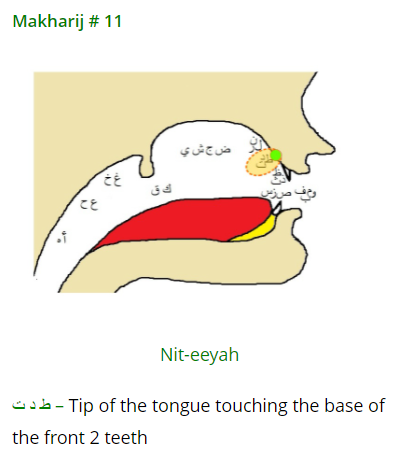 Makharij # 11
ن
ل ر
ض ج ش ي
ط د ت
غ خ
ق ك
ظ
ذ ث
و م ف
ص ز س
ع ح
أ ه
Nit-eeyah
ط د ت – Tip of the tongue touching the base of
the front 2 teeth